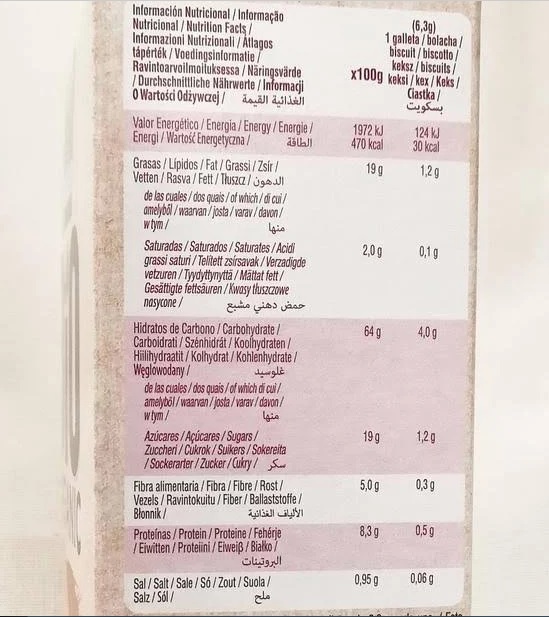 Información Nutricional / Informação
Nutricional / Nutrition Facts /
Informazioni Nutrizionali / Átlagos
tápérték / Voedingsinformatie /
Ravintoarvoilmoituksessa / Näringsvärde
/ Durchschnittliche Nährwerte / Informacji
O Wartości Odżywczej / الغذائية القيمة
x100g
(6,3g)
1 galleta / bolacha /
biscuit / biscotto /
keksz / biscuits /
keksi / kex / Keks /
Ciastka /
بسكويت
Valor Energético / Energia / Energy / Energie /
Energi / Wartość Energetyczna / الطاقة
1972 kJ 124 kJ
470 kcal 30 kcal
Grasas / Lípidos / Fat / Grassi / Zsír /
Vetten / Rasva / Fett / Tłuszcz / الدهون
19 g 1,2 g
de las cuales / dos quais / of which / di cui /
amelyböl / waarvan / josta / varav / davon /
w tym / منها
Saturadas / Saturados / Saturates / Acidi
grassi saturi / Telített zsírsavak / Verzadigde
vetzuren / Tyydyttynyttä / Mättat fett /
Gesättigte fettsäuren / Kwasy tłuszczowe
nasycone / حمض دهني مشبع
2,0 g 0,1 g
Hidratos de Carbono / Carbohydrate /
Carboidrati / Szénhidrát / Koolhydraten /
Hiilihydraatit / Kolhydrat / Kohlenhydrate /
Węglowodany / غلوسيد
64 g 4,0 g
de las cuales / dos quais / of which di cui /
amelyböl / waarvan / josta / varav / davon /
w tym / منها
Azúcares / Açúcares / Sugars /
Zuccheri / Cukrok / Suikers / Sokereita
/ Sockerarter / Zucker / Cukry / سكر
19 g 1,2 g
Fibra alimentaria / Fibra / Fibre / Rost /
Vezels / Ravintokuitu / Fiber / Ballaststoffe /
Błonnik / الألياف الغذائية
5,0 g 0,3 g
Proteínas / Protein / Proteine / Fehérje
/ Eiwitten / Proteiini / Eiweiß / Białko /
البروتينات
8,3 g 0,5 g
Sal / Salt / Sale / Só / Zout / Suola /
Salz / Sól / ملح
0,95 g 0,06 g